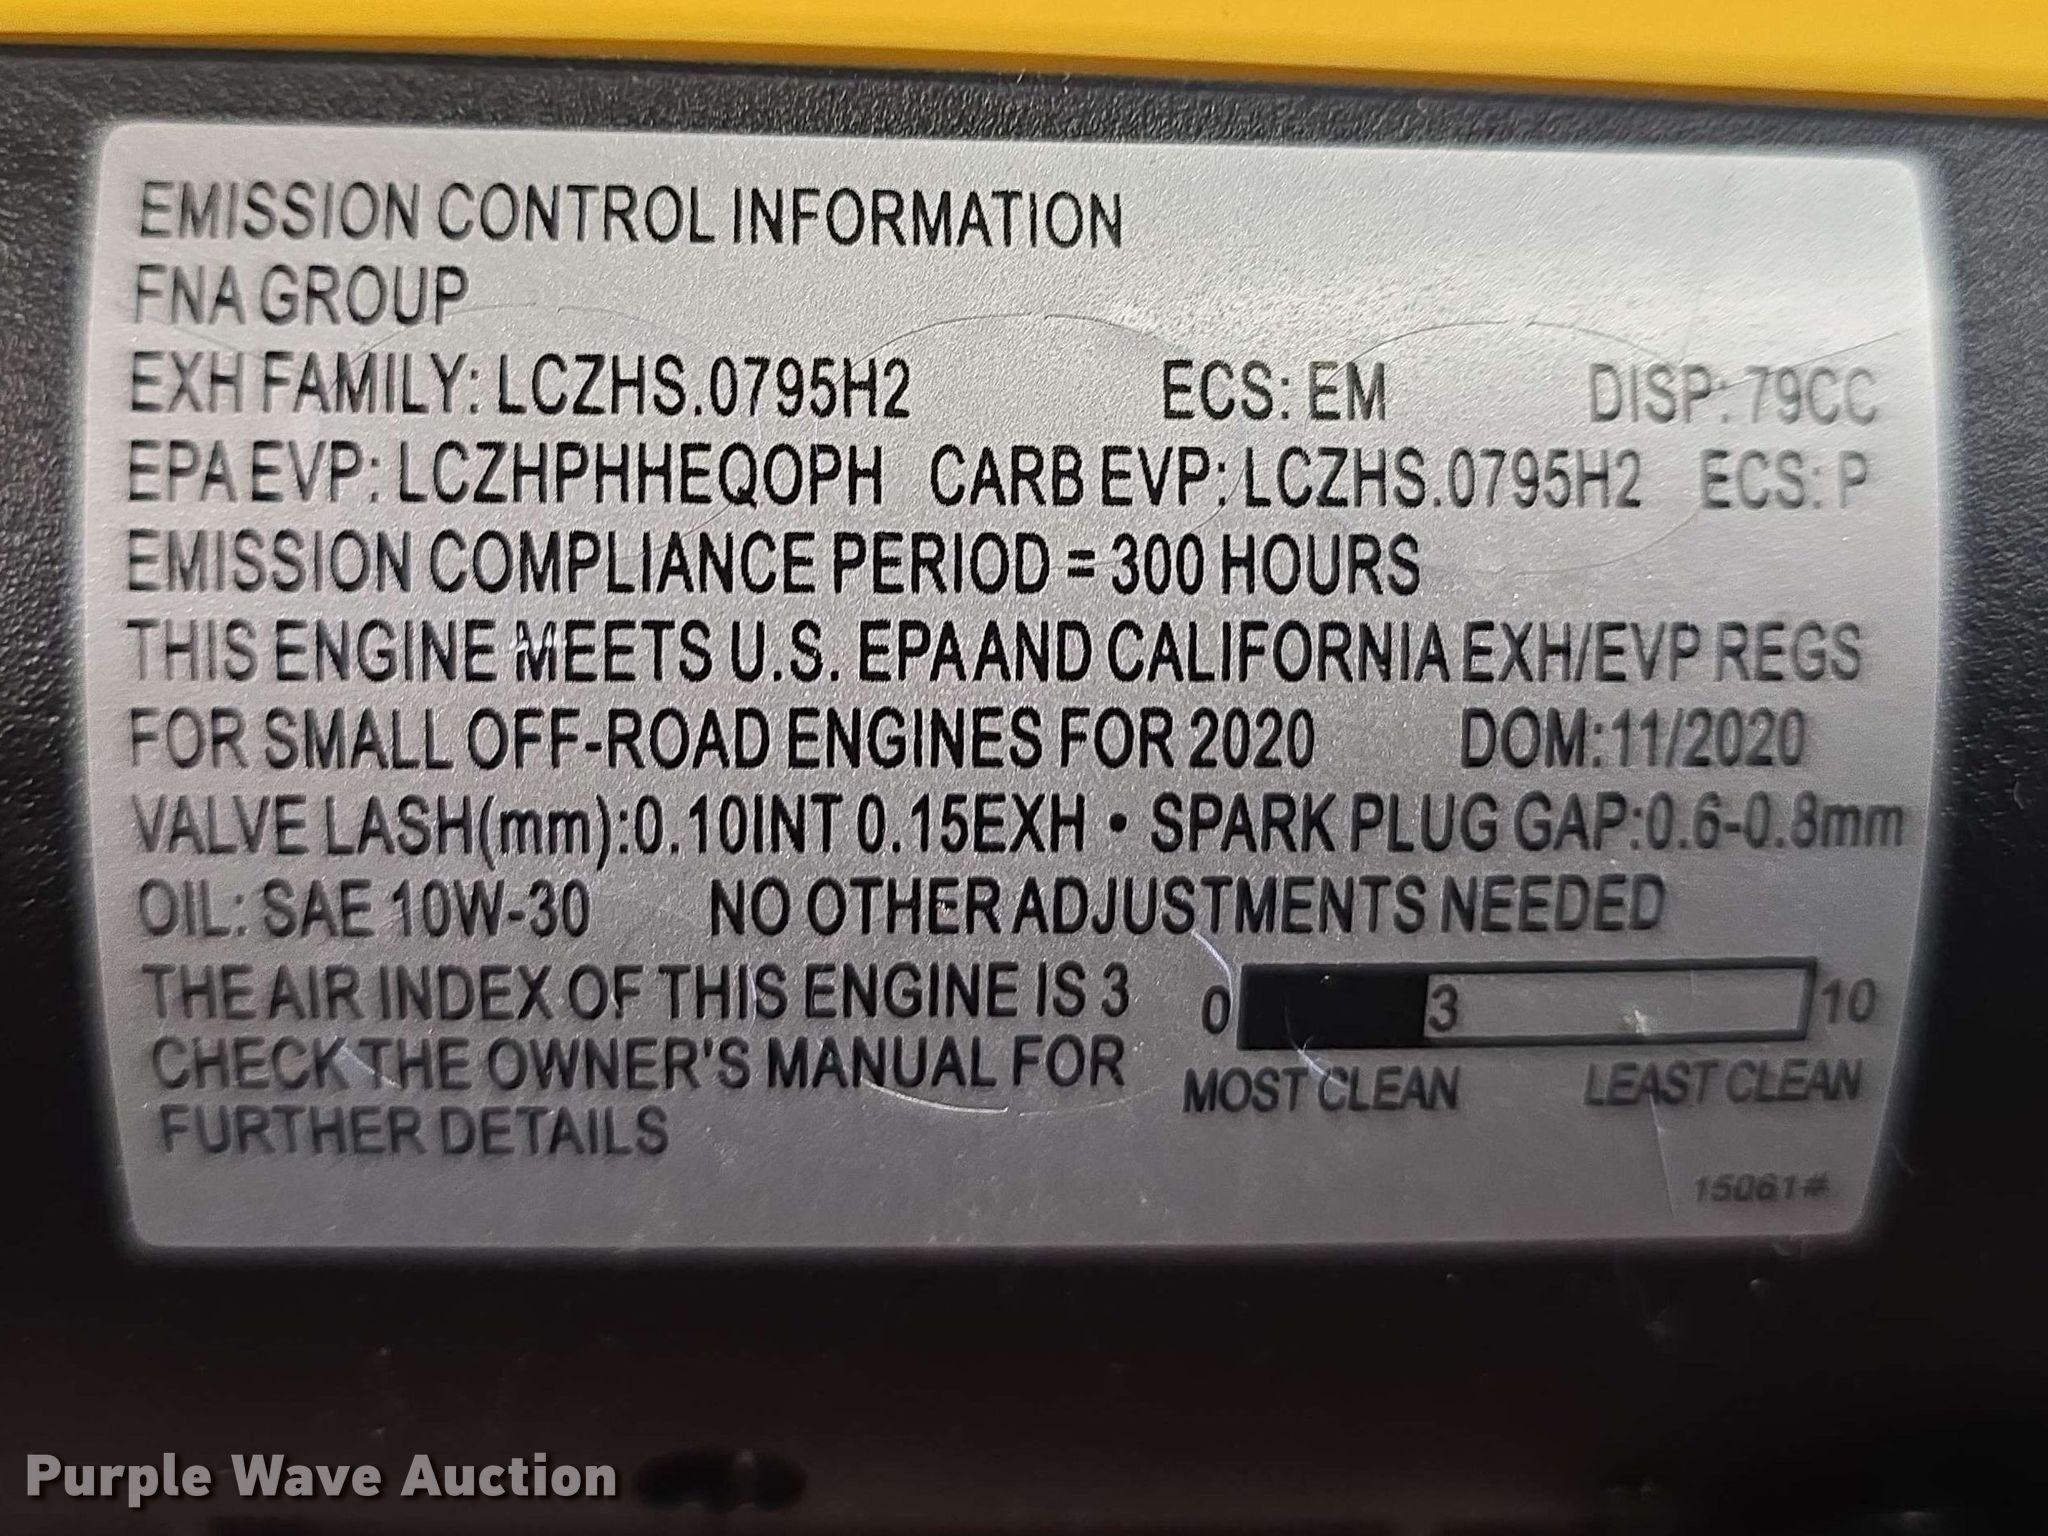 EMISSION CONTROL INFORMATION
FNA GROUP
EXH FAMILY: LCZHS.0795H2 ECS: EM DISP: 79CC
EPA EVP: LCZHPHHEQOPH CARB EVP: LCZHS.0795H2 ECS: P
EMISSION COMPLIANCE PERIOD = 300 HOURS
THIS ENGINE MEETS U.S. EPA AND CALIFORNIA EXH/EVP REGS
FOR SMALL OFF-ROAD ENGINES FOR 2020 DOM:11/2020
VALVE LASH(mm):0.10INT 0.15EXH • SPARK PLUG GAP:0.6-0.8mm
OIL: SAE 10W-30 NO OTHER ADJUSTMENTS NEEDED
THE AIR INDEX OF THIS ENGINE IS 3 0 3 10
CHECK THE OWNER'S MANUAL FOR MOST CLEAN LEAST CLEAN
FURTHER DETAILS
15061#
Purple Wave Auction